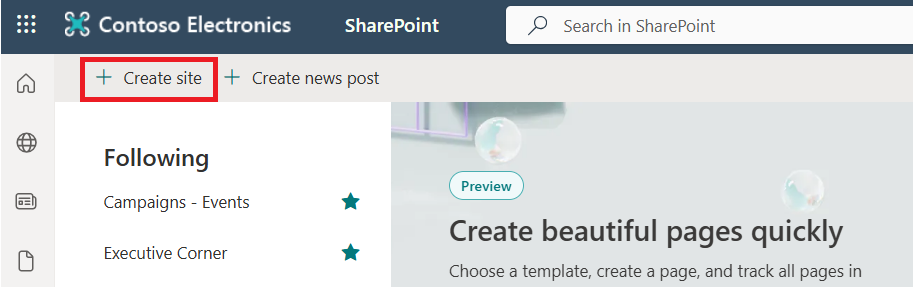 Contoso Electronics SharePoint Search in SharePoint
+ Create site + Create news post
Following
Campaigns - Events
Executive Corner
Preview
Create beautiful pages quickly
Choose a template, create a page, and track all pages in